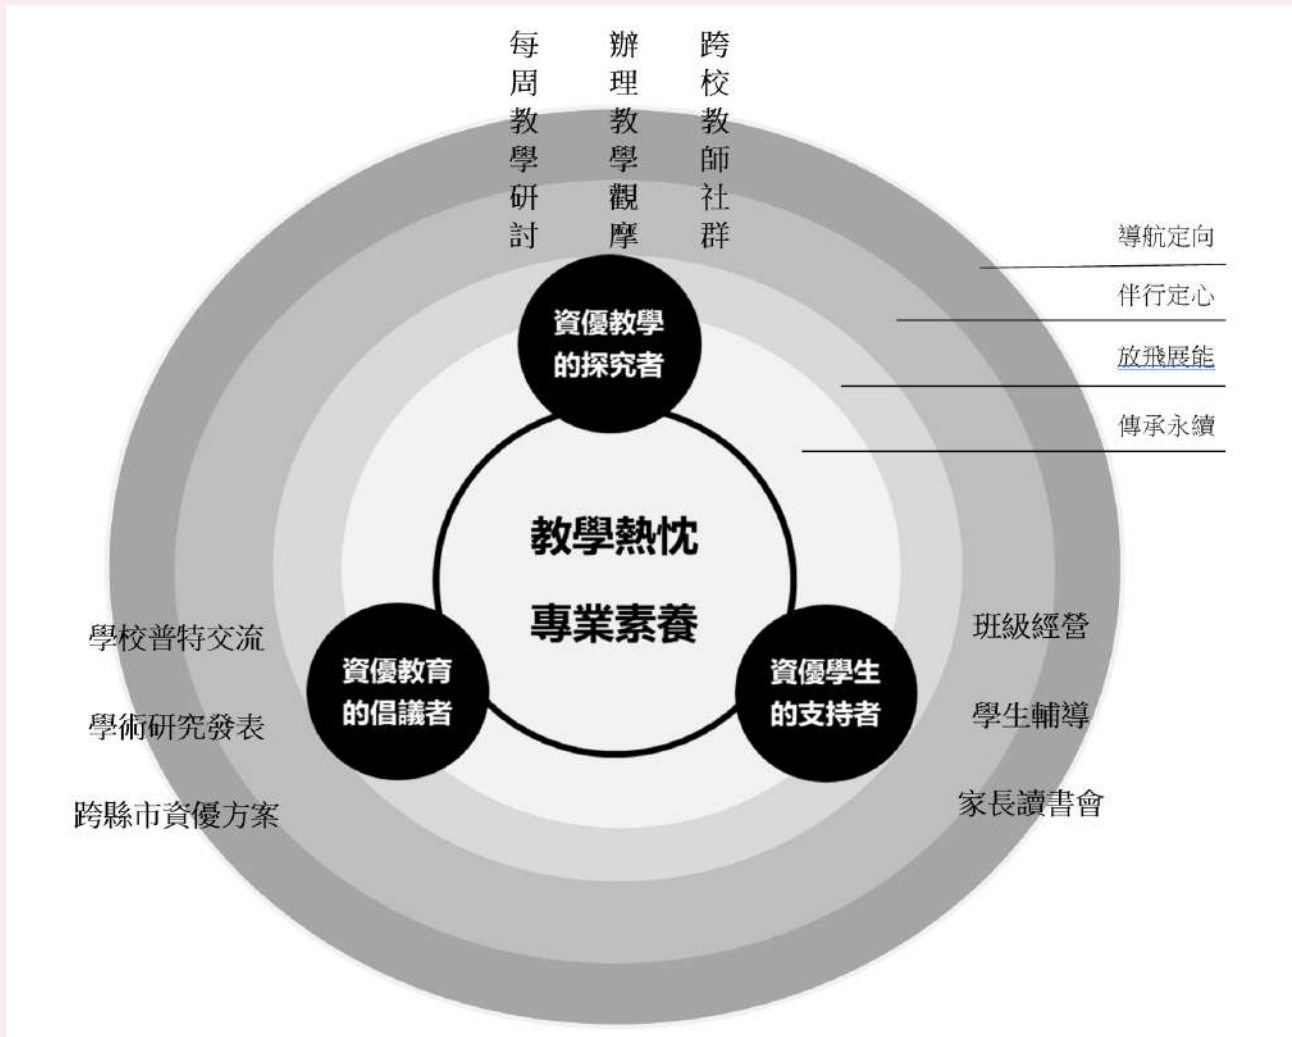 每周教學研討
辦理教學觀摩
跨校教師社群
導航定向
伴行定心
放飛展能
傳承永續
資優教學
的探究者
教學熱忱
專業素養
學校普特交流
學術研究發表
跨縣市資優方案
資優教育
的倡議者
資優學生
的支持者
班級經營
學生輔導
家長讀書會